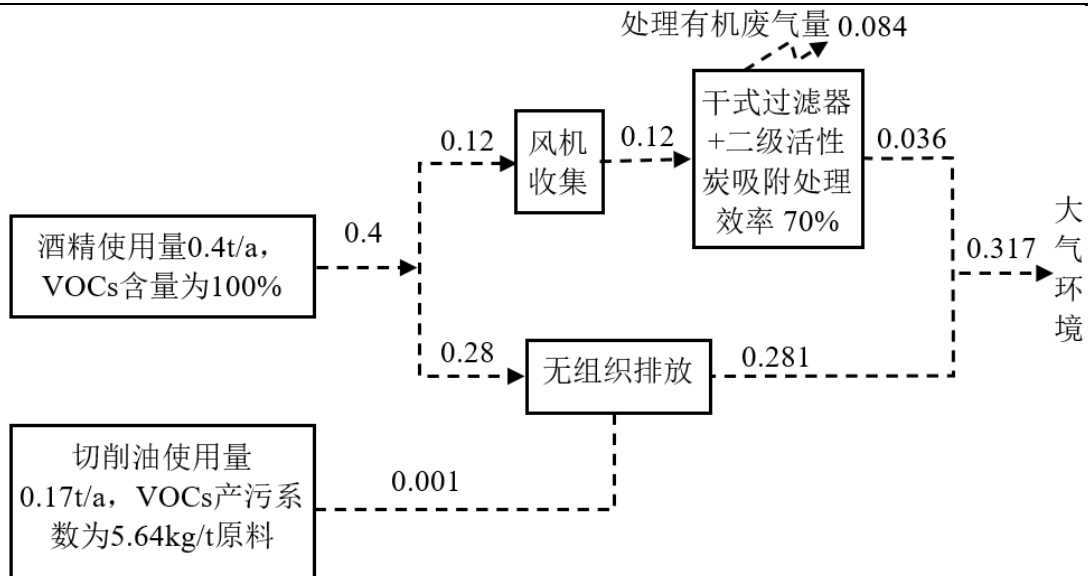 处理有机废气量 0.084
干式过滤器
+二级活性
炭吸附处理
效率 70%
0.12
风机
收集
0.12
0.036
酒精使用量0.4t/a，
VOCs含量为100%
0.4
0.317
大
气
环
境
0.28
无组织排放
0.281
切削油使用量
0.17t/a，VOCs产污系
数为5.64kg/t原料
0.001